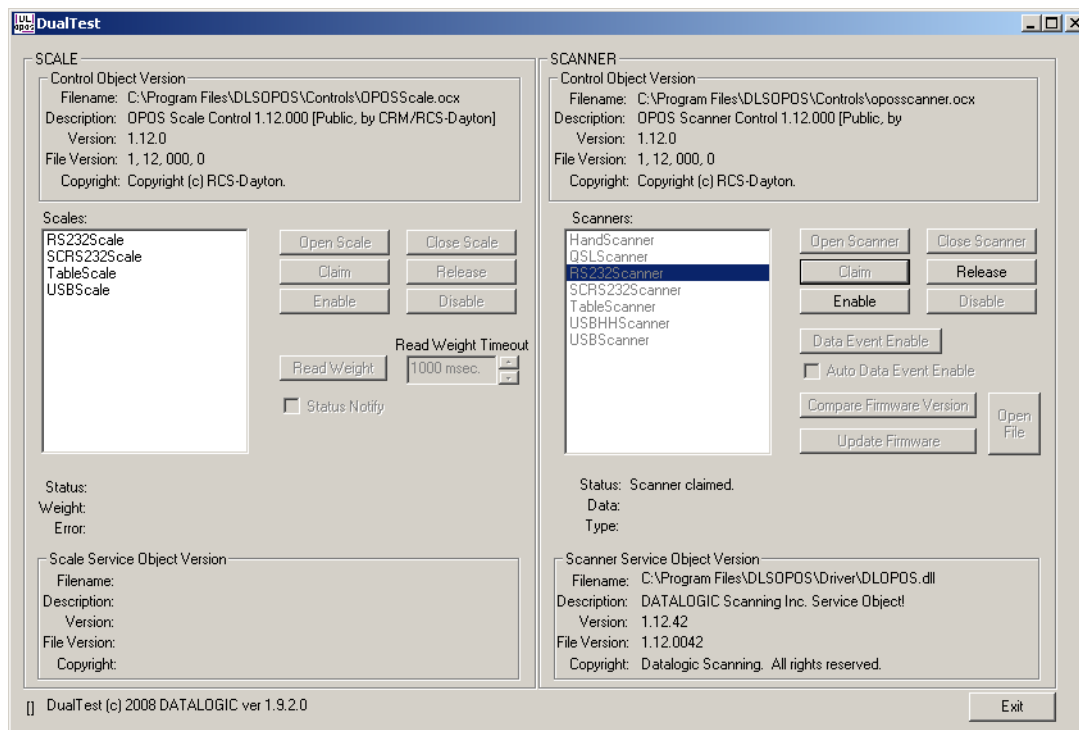 UL opos DualTest
SCALE
Control Object Version
Filename: C:\Program Files\DLSOPOS\Controls\OPOSScale.ocx
Description: OPOS Scale Control 1.12.000 [Public, by CRM/RCS-Dayton]
Version: 1.12.0
File Version: 1, 12, 000, 0
Copyright: Copyright (c) RCS-Dayton.
Scales:
RS232Scale
SCRS232Scale
TableScale
USBScale
Open Scale
Close Scale
Claim
Release
Enable
Disable
Read Weight Timeout
Read Weight
1000 msec.
Status Notify
Status:
Weight:
Error:
Scale Service Object Version
Filename:
Description:
Version:
File Version:
Copyright:
SCANNER
Control Object Version
Filename: C:\Program Files\DLSOPOS\Controls\oposscanner.ocx
Description: OPOS Scanner Control 1.12.000 [Public, by
Version: 1.12.0
File Version: 1, 12, 000, 0
Copyright: Copyright (c) RCS-Dayton.
Scanners:
HandScanner
QSLScanner
RS232Scanner
SCRS232Scanner
TableScanner
USBHHScanner
USBScanner
Open Scanner
Close Scanner
Claim
Release
Enable
Disable
Data Event Enable
Auto Data Event Enable
Compare Firmware Version
Open File
Update Firmware
Status: Scanner claimed.
Data:
Type:
Scanner Service Object Version
Filename: C:\Program Files\DLSOPOS\Driver\DLOPOS.dll
Description: DATALOGIC Scanning Inc. Service Object!
Version: 1.12.42
File Version: 1.12.0042
Copyright: Datalogic Scanning. All rights reserved.
[] DualTest (c) 2008 DATALOGIC ver 1.9.2.0
Exit